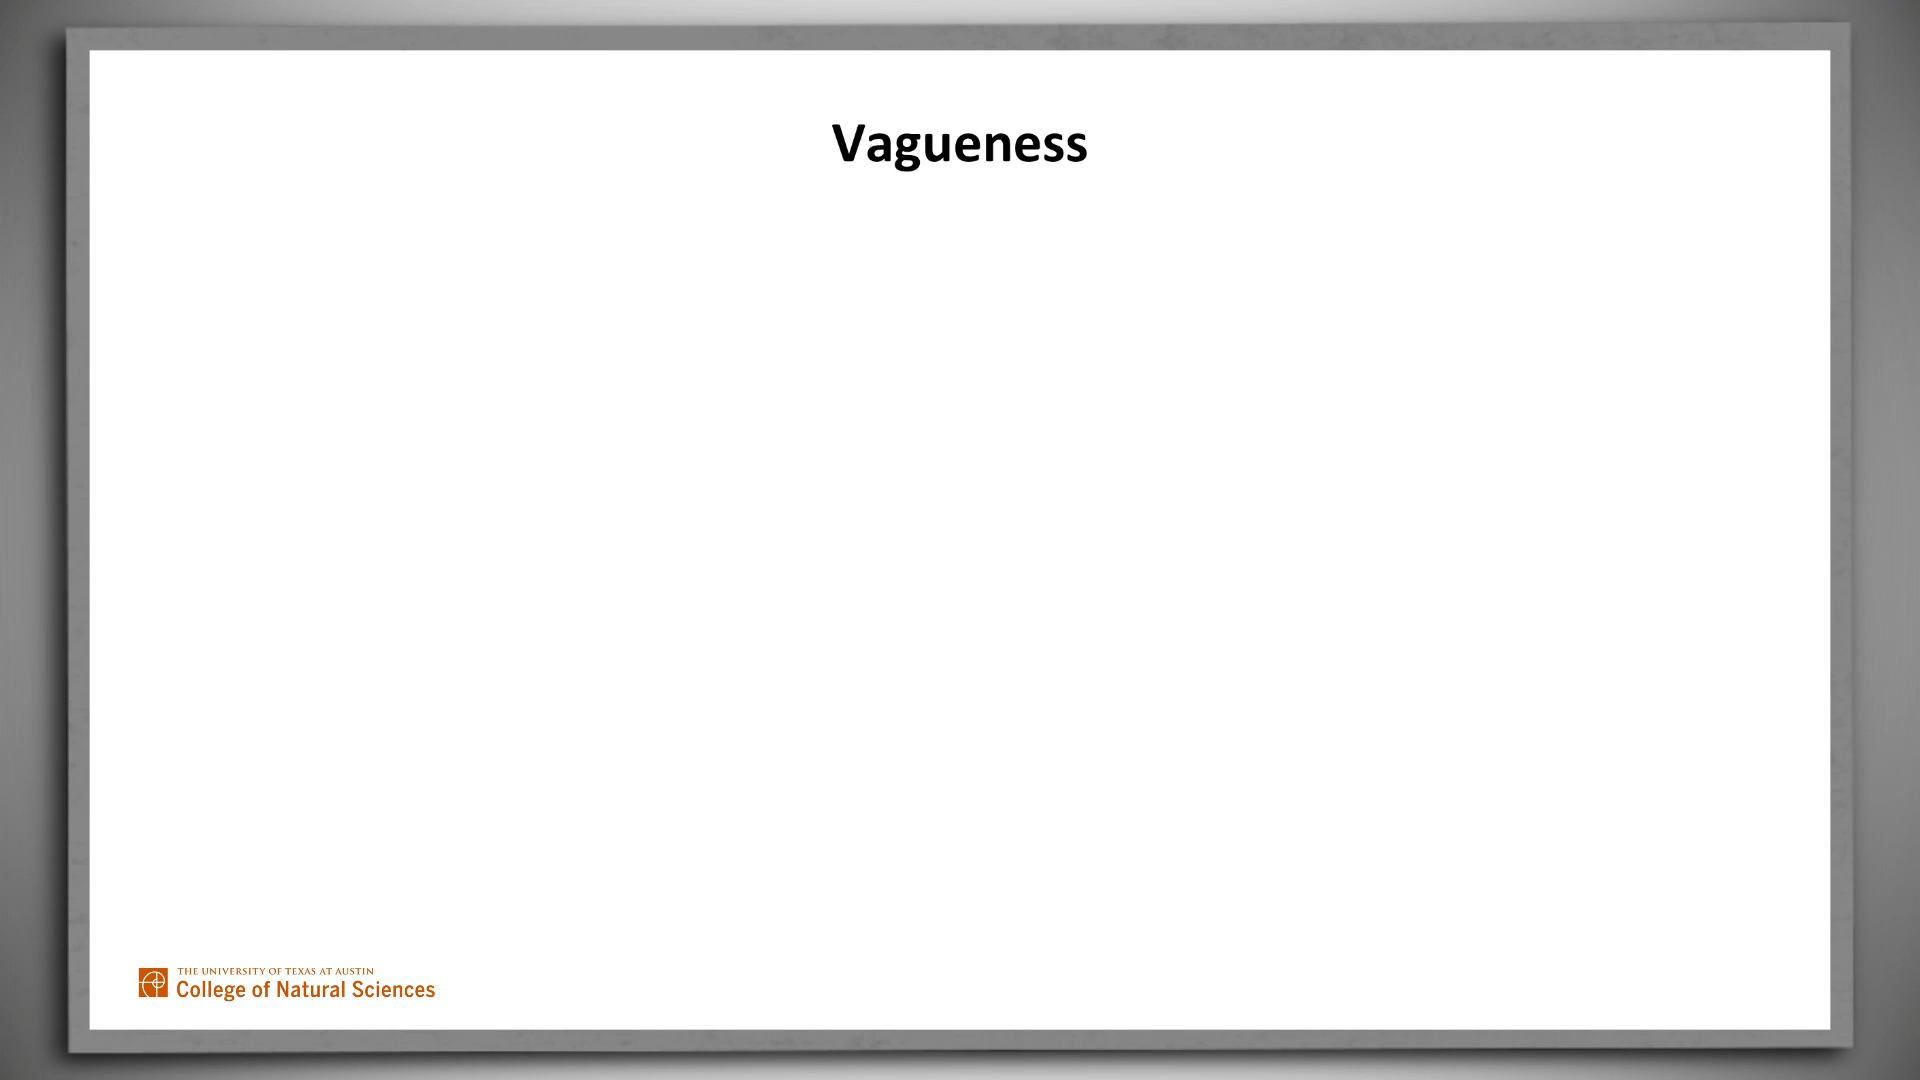 Vagueness
THE UNIVERSITY OF TEXAS AT AUSTIN
College of Natural Sciences